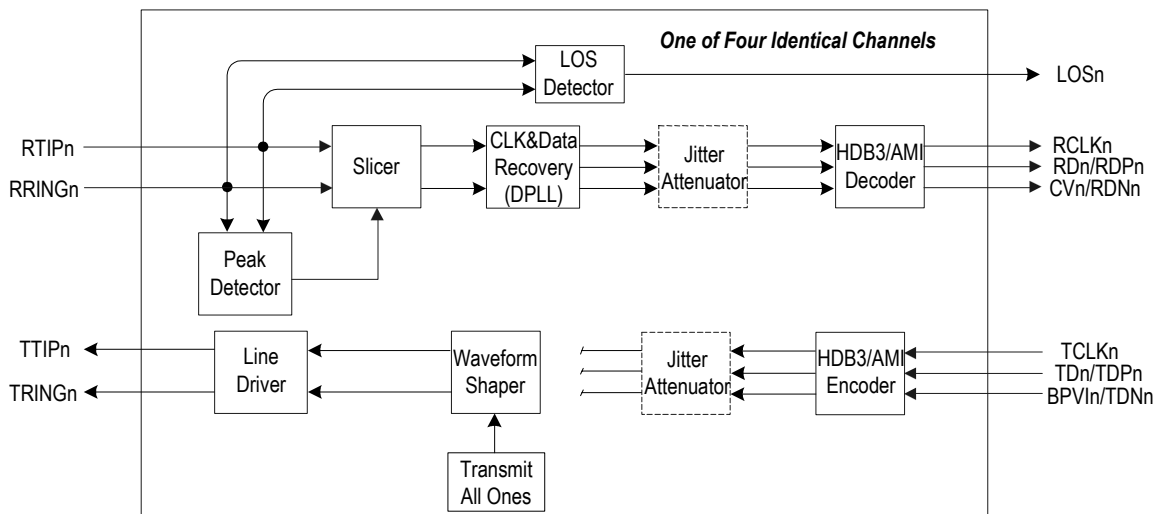 One of Four Identical Channels
LOS
Detector
LOSn
RTIPn
RRINGn
Slicer
CLK&Data
Recovery
(DPLL)
Jitter
Attenuator
HDB3/AMI
Decoder
RCLKn
RDn/RDPn
CVn/RDNn
Peak
Detector
TTIPn
TRINGn
Line
Driver
Waveform
Shaper
Jitter
Attenuator
HDB3/AMI
Encoder
TCLKn
TDn/TDPn
BPVIn/TDNn
Transmit
All Ones